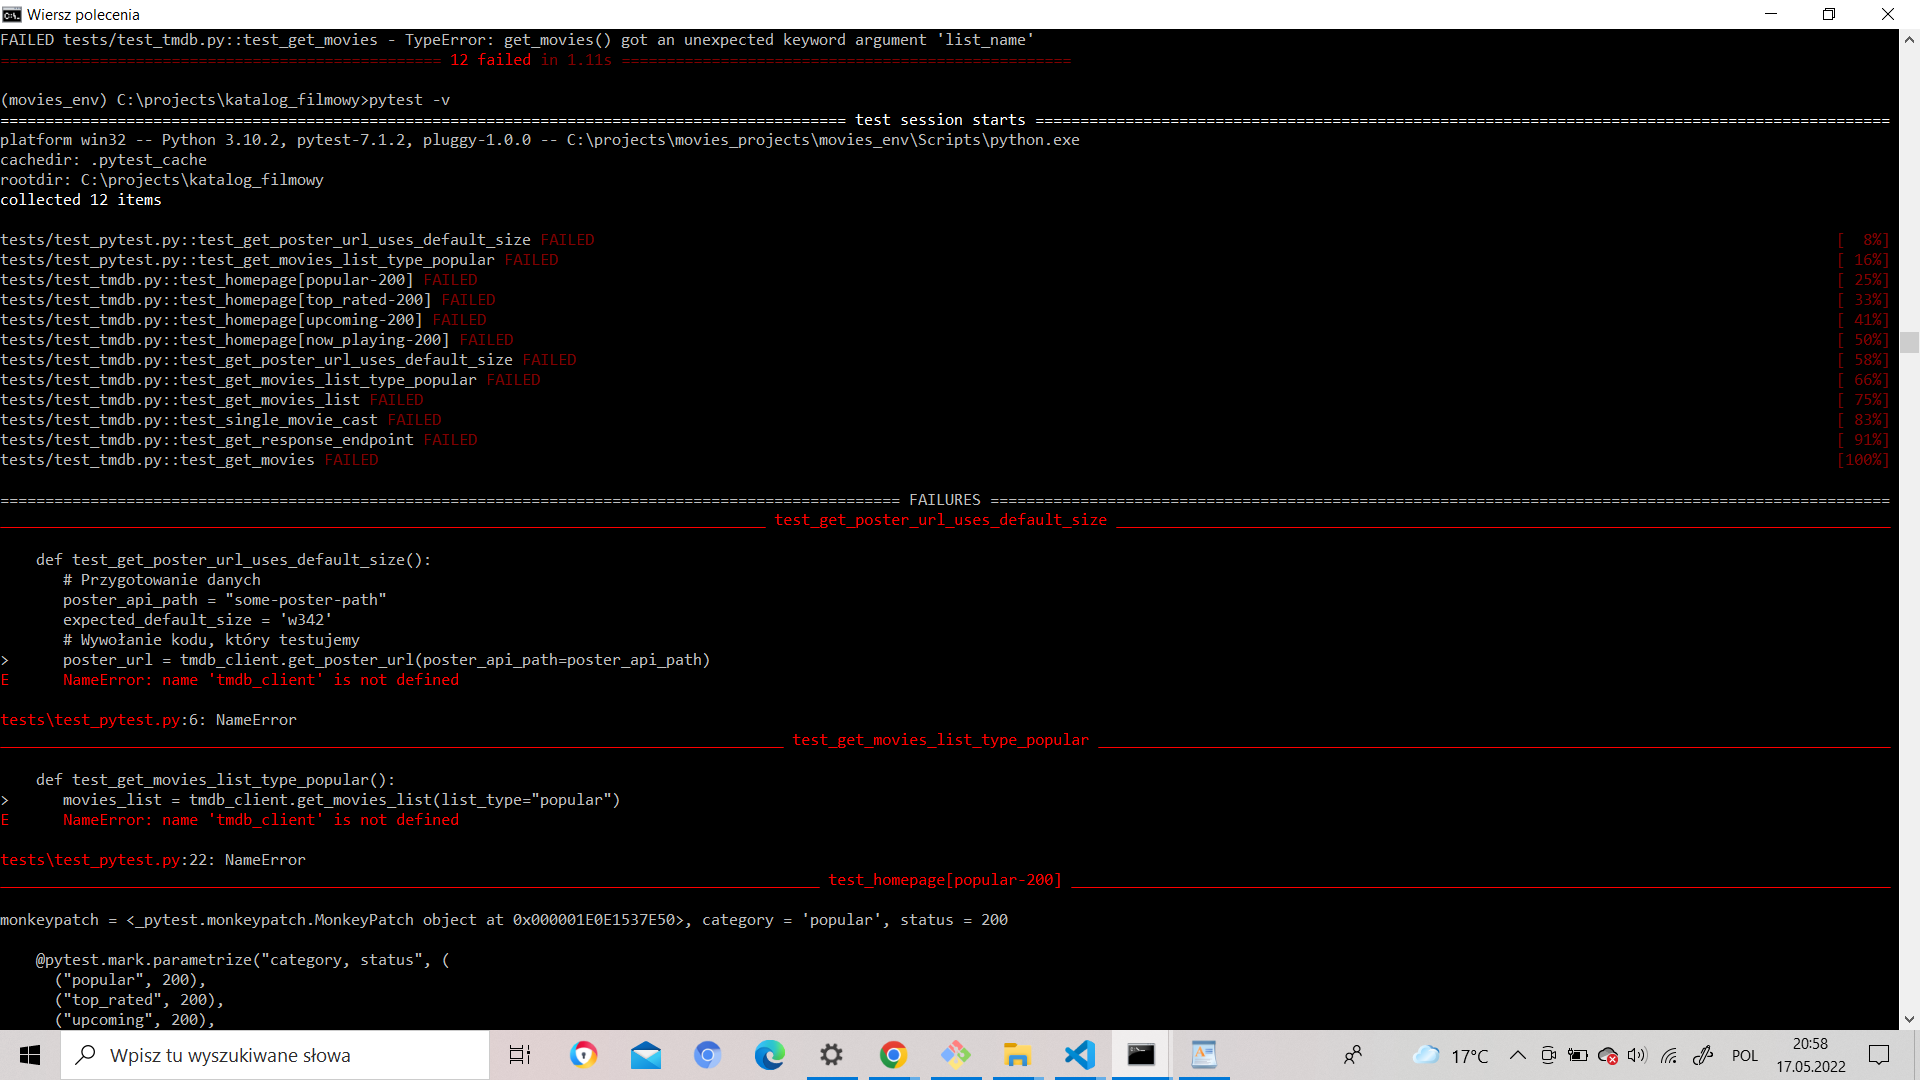 Wiersz polecenia
FAILED tests/test_tmdb.py::test_get_movies - TypeError: get_movies() got an unexpected keyword argument 'list_name'
================================================= 12 failed in 1.11s ==================================================
(movies_env) C:\projects\katalog_filmowy>pytest -v
============================================================================================== test session starts ===============================================================================================
platform win32 -- Python 3.10.2, pytest-7.1.2, pluggy-1.0.0 -- C:\projects\movies_projects\movies_env\Scripts\python.exe
cachedir: .pytest_cache
rootdir: C:\projects\katalog_filmowy
collected 12 items
tests/test_pytest.py::test_get_poster_url_uses_default_size FAILED [  8%]
tests/test_pytest.py::test_get_movies_list_type_popular FAILED [ 16%]
tests/test_tmdb.py::test_homepage[popular-200] FAILED [ 25%]
tests/test_tmdb.py::test_homepage[top_rated-200] FAILED [ 33%]
tests/test_tmdb.py::test_homepage[upcoming-200] FAILED [ 41%]
tests/test_tmdb.py::test_homepage[now_playing-200] FAILED [ 50%]
tests/test_tmdb.py::test_get_poster_url_uses_default_size FAILED [ 58%]
tests/test_tmdb.py::test_get_movies_list_type_popular FAILED [ 66%]
tests/test_tmdb.py::test_get_movies_list FAILED [ 75%]
tests/test_tmdb.py::test_single_movie_cast FAILED [ 83%]
tests/test_tmdb.py::test_get_response_endpoint FAILED [ 91%]
tests/test_tmdb.py::test_get_movies FAILED [100%]
==================================================================================================== FAILURES ====================================================================================================
_____________________________________________________________________________________ test_get_poster_url_uses_default_size ______________________________________________________________________________________
    def test_get_poster_url_uses_default_size():
       # Przygotowanie danych
       poster_api_path = "some-poster-path"
       expected_default_size = 'w342'
       # Wywołanie kodu, który testujemy
>      poster_url = tmdb_client.get_poster_url(poster_api_path=poster_api_path)
E      NameError: name 'tmdb_client' is not defined
tests\test_pytest.py:6: NameError
_______________________________________________________________________________________ test_get_movies_list_type_popular ________________________________________________________________________________________
    def test_get_movies_list_type_popular():
>      movies_list = tmdb_client.get_movies_list(list_type="popular")
E      NameError: name 'tmdb_client' is not defined
tests\test_pytest.py:22: NameError
___________________________________________________________________________________________ test_homepage[popular-200] ___________________________________________________________________________________________
monkeypatch = <_pytest.monkeypatch.MonkeyPatch object at 0x000001E0E1537E50>, category = 'popular', status = 200
    @pytest.mark.parametrize("category, status", (
      ("popular", 200),
      ("top_rated", 200),
      ("upcoming", 200),
Wpisz tu wyszukiwane słowa
17°C
POL
20:58
17.05.2022